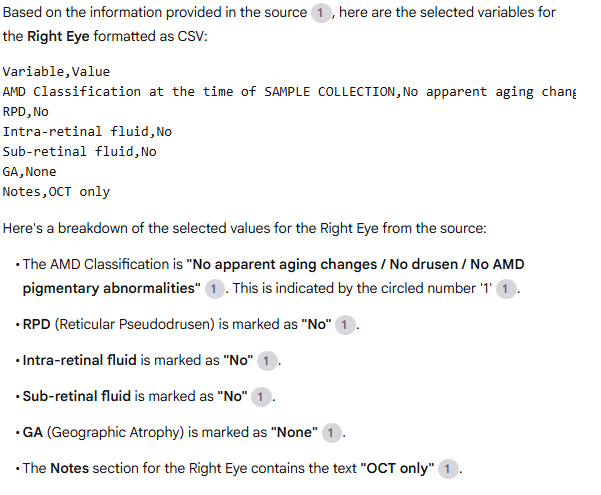 Based on the information provided in the source 1 , here are the selected variables for
the Right Eye formatted as CSV:
Variable,Value
AMD Classification at the time of SAMPLE COLLECTION,No apparent aging chang
RPD,No
Intra-retinal fluid,No
Sub-retinal fluid,No
GA,None
Notes,OCT only
Here's a breakdown of the selected values for the Right Eye from the source:
• The AMD Classification is "No apparent aging changes / No drusen / No AMD
pigmentary abnormalities" 1 . This is indicated by the circled number '1' 1 .
• RPD (Reticular Pseudodrusen) is marked as "No" 1 .
• Intra-retinal fluid is marked as "No" 1 .
• Sub-retinal fluid is marked as "No" 1 .
• GA (Geographic Atrophy) is marked as "None" 1 .
• The Notes section for the Right Eye contains the text "OCT only" 1 .